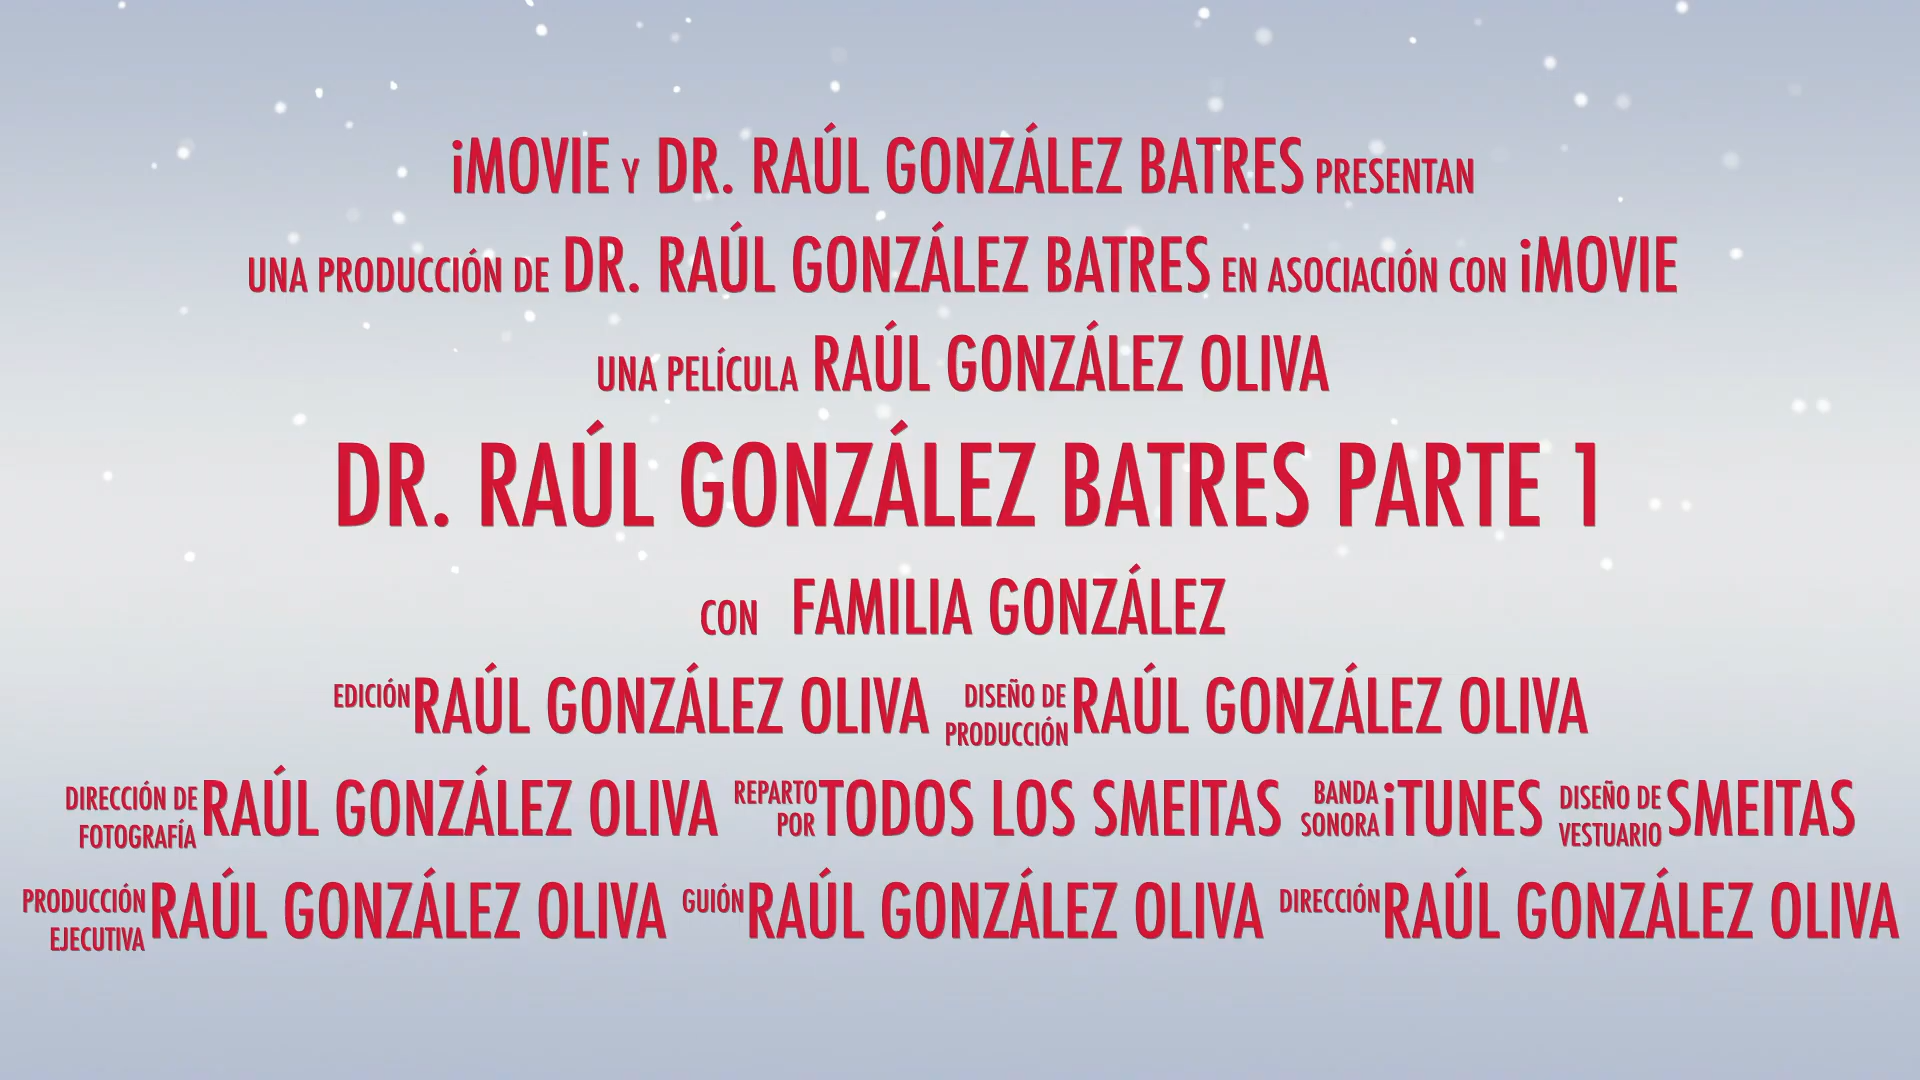 iMOVIE Y DR. RAÚL GONZÁLEZ BATRES PRESENTAN
UNA PRODUCCIÓN DE DR. RAÚL GONZÁLEZ BATRES EN ASOCIACIÓN CON iMOVIE
UNA PELÍCULA RAÚL GONZÁLEZ OLIVA
DR. RAÚL GONZÁLEZ BATRES PARTE 1
CON FAMILIA GONZÁLEZ
EDICIÓN RAÚL GONZÁLEZ OLIVA DISEÑO DE PRODUCCIÓN RAÚL GONZÁLEZ OLIVA
DIRECCIÓN DE FOTOGRAFÍA RAÚL GONZÁLEZ OLIVA REPARTO POR TODOS LOS SMEITAS BANDA SONORA iTUNES DISEÑO DE VESTUARIO SMEITAS
PRODUCCIÓN EJECUTIVA RAÚL GONZÁLEZ OLIVA GUIÓN RAÚL GONZÁLEZ OLIVA DIRECCIÓN RAÚL GONZÁLEZ OLIVA